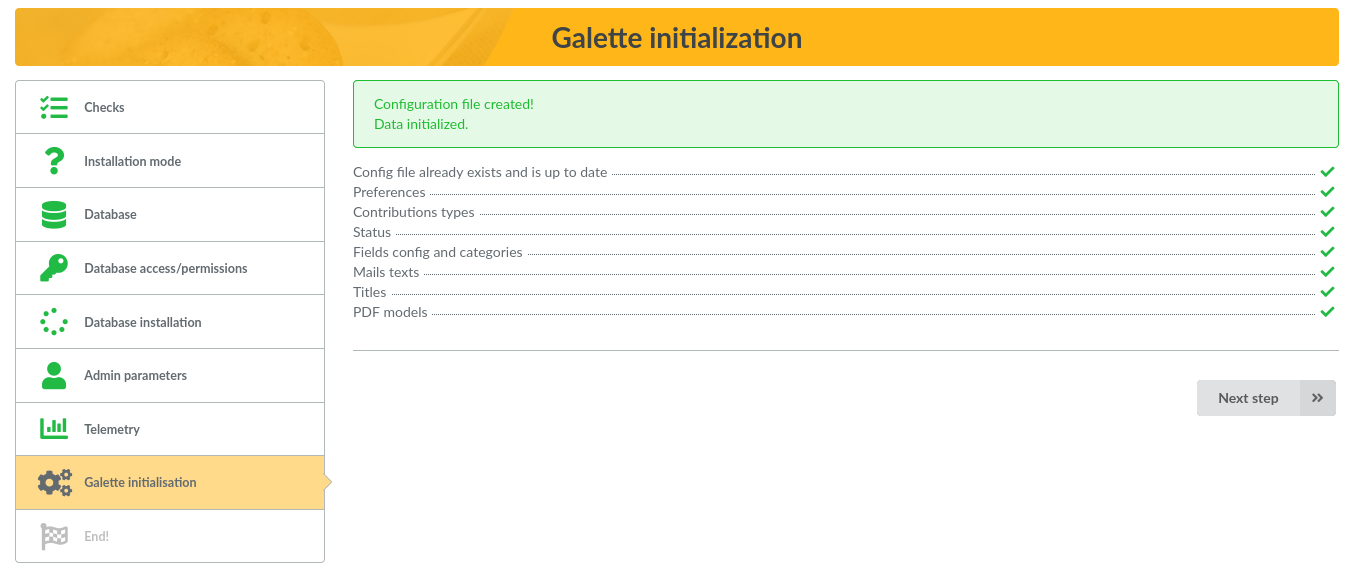 Galette initialization
Checks
Installation mode
Database
Database access/permissions
Database installation
Admin parameters
Telemetry
Galette initialisation
End!
Configuration file created!
Data initialized.
Config file already exists and is up to date
Preferences
Contributions types
Status
Fields config and categories
Mails texts
Titles
PDF models
Next step